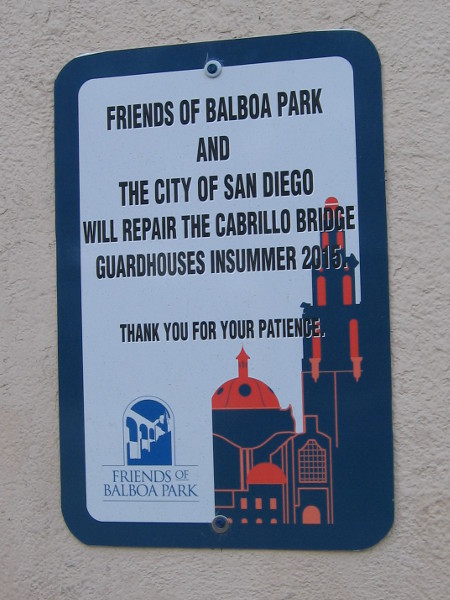 FRIENDS OF BALBOA PARK
AND
THE CITY OF SAN DIEGO
WILL REPAIR THE CABRILLO BRIDGE
GUARDHOUSES INSUMMER 2015.
THANK YOU FOR YOUR PATIENCE.
FRIENDS OF
BALBOA PARK